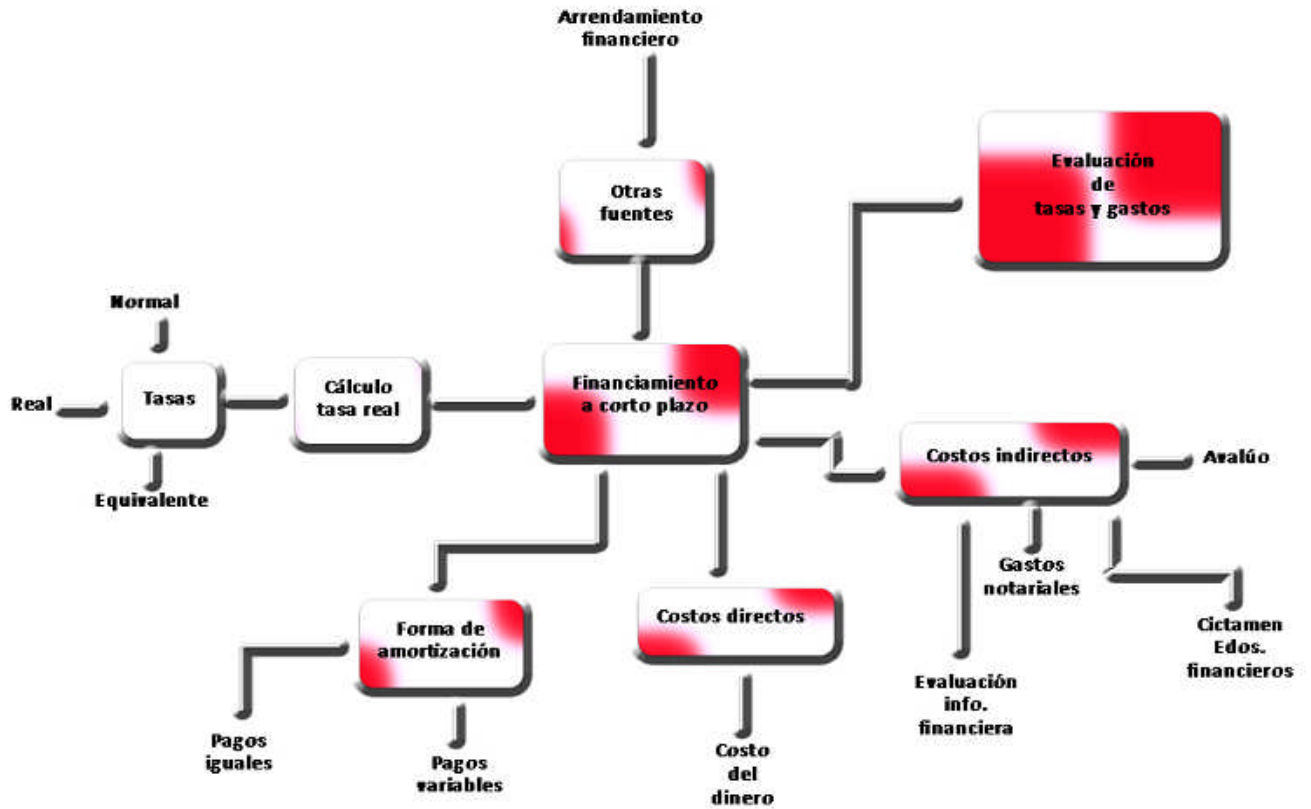 Arrendamiento
financiero
Otras
fuentes
Evaluación
de
tasas y gastos
Normal
Real
Tasas
Equivalente
Cálculo
tasa real
Financiamiento
a corto plazo
Costos indirectos
Avalúo
Gastos
notariales
Cictamen
Edos.
financieros
Evaluación
info.
financiera
Forma de
amortización
Costos directos
Pagos
iguales
Pagos
variables
Costo
del
dinero